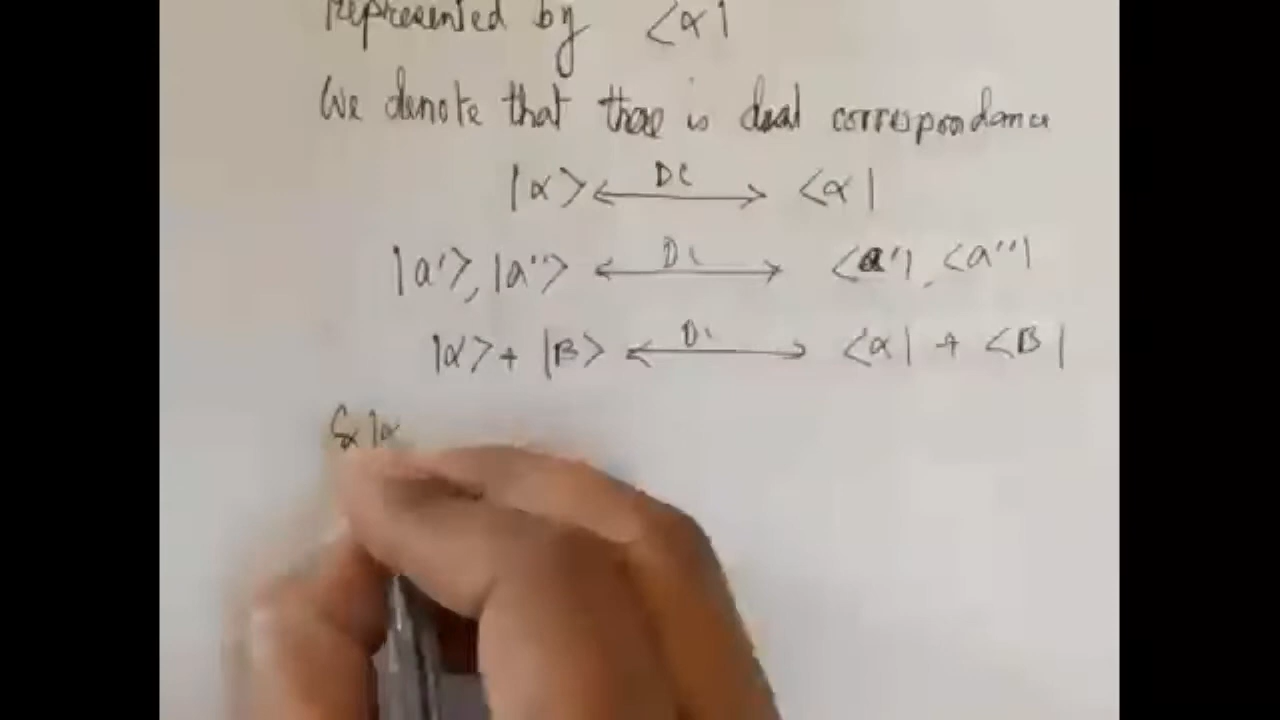 represented by <α|
We denote that there is dual correspondance
|α> <--DC--> <α|
|a'>, |a''> <--DC--> <a'|, <a''|
|α> + |B> <--DC--> <α| + <B|
|α